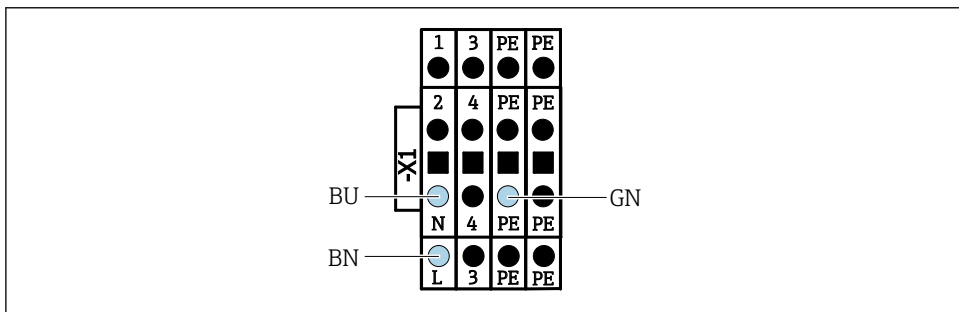 1 3 PE PE
2 4 PE PE
-X1
BU
GN
N 4 PE PE
BN
L 3 PE PE